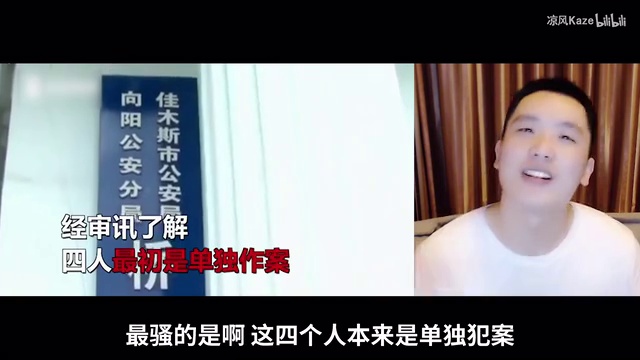 凉风Kaze bilibili
佳木斯市公安局
向阳公安分局
经审讯了解
四人最初是单独作案
最骚的是啊 这四个人本来是单独犯案